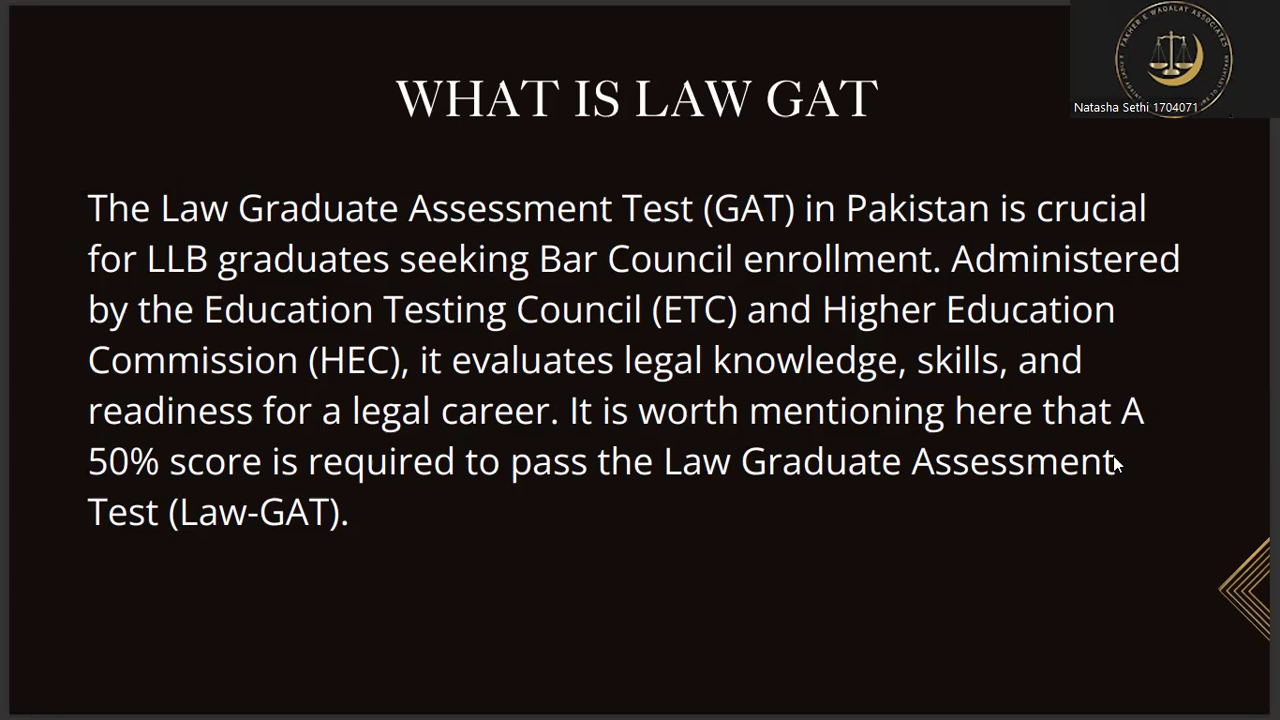 WHAT IS LAW GAT
Natasha Sethi 1704071
The Law Graduate Assessment Test (GAT) in Pakistan is crucial
for LLB graduates seeking Bar Council enrollment. Administered
by the Education Testing Council (ETC) and Higher Education
Commission (HEC), it evaluates legal knowledge, skills, and
readiness for a legal career. It is worth mentioning here that A
50% score is required to pass the Law Graduate Assessment
Test (Law-GAT).